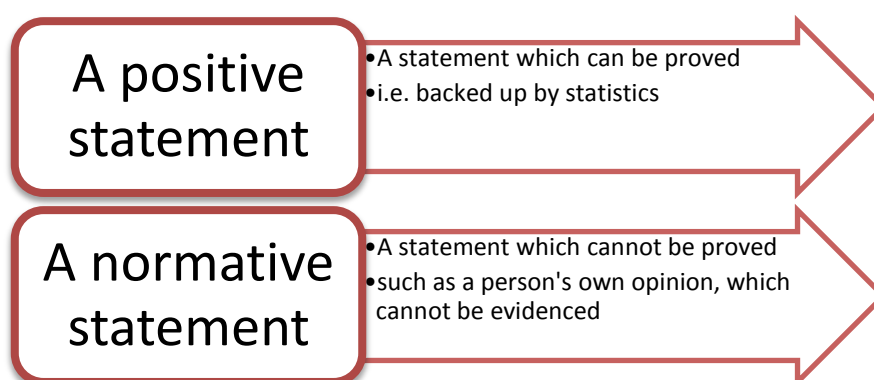 A positive
statement
•A statement which can be proved
•i.e. backed up by statistics
A normative
statement
•A statement which cannot be proved
•such as a person's own opinion, which
cannot be evidenced